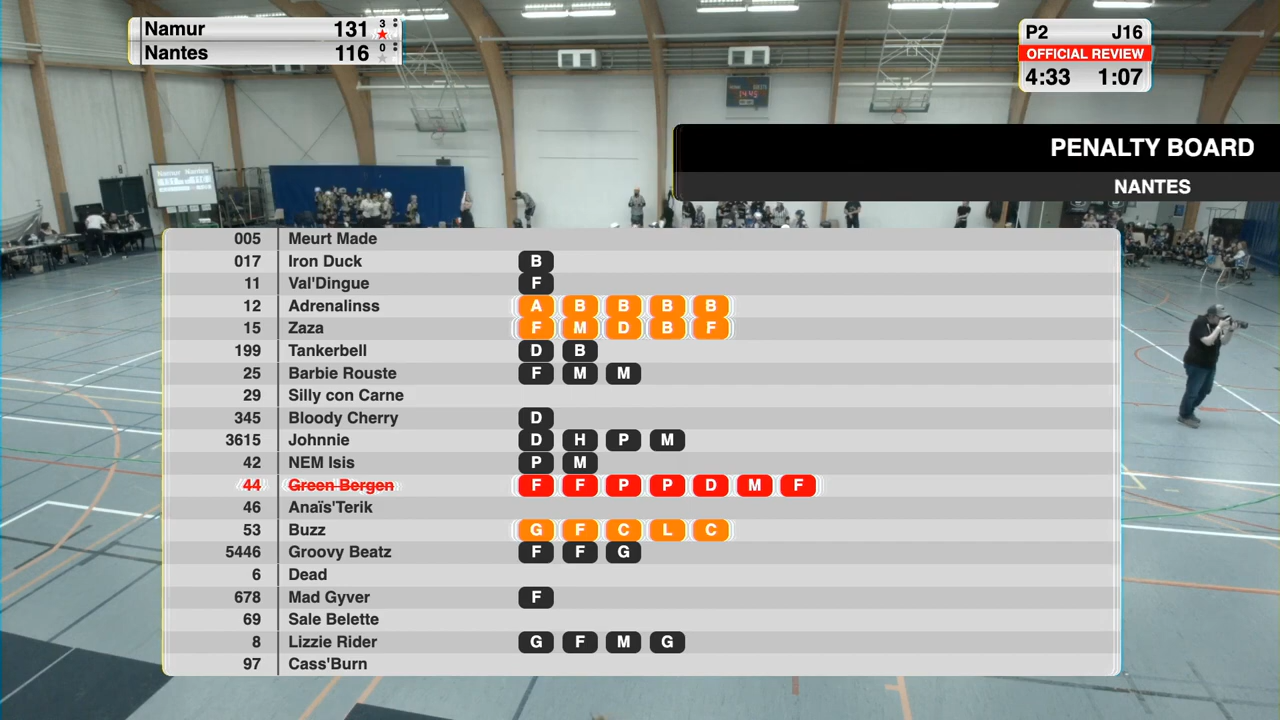 Namur 131 3
Nantes 116 0
P2 J16
OFFICIAL REVIEW
4:33 1:07
PENALTY BOARD
NANTES
Namur Nantes
005 Meurt Made
017 Iron Duck B
11 Val'Dingue F
12 Adrenalinss A B B B B
15 Zaza F M D B F
199 Tankerbell D B
25 Barbie Rouste F M M
29 Silly con Carne
345 Bloody Cherry D
3615 Johnnie D H P M
42 NEM Isis P M
44 Green Bergen F F P P D M F
46 Anaïs'Terik
53 Buzz G F C L C
5446 Groovy Beatz F F G
6 Dead
678 Mad Gyver F
69 Sale Belette
8 Lizzie Rider G F M G
97 Cass'Burn